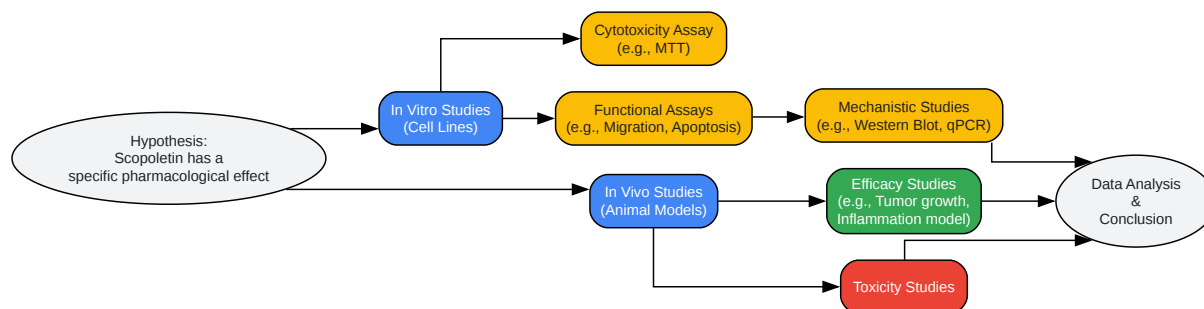 Cytotoxicity Assay
(e.g., MTT)
In Vitro Studies
(Cell Lines)
Functional Assays
(e.g., Migration, Apoptosis)
Mechanistic Studies
(e.g., Western Blot, qPCR)
Hypothesis:
Scopoletin has a
specific pharmacological effect
In Vivo Studies
(Animal Models)
Efficacy Studies
(e.g., Tumor growth,
Inflammation model)
Data Analysis
&
Conclusion
Toxicity Studies